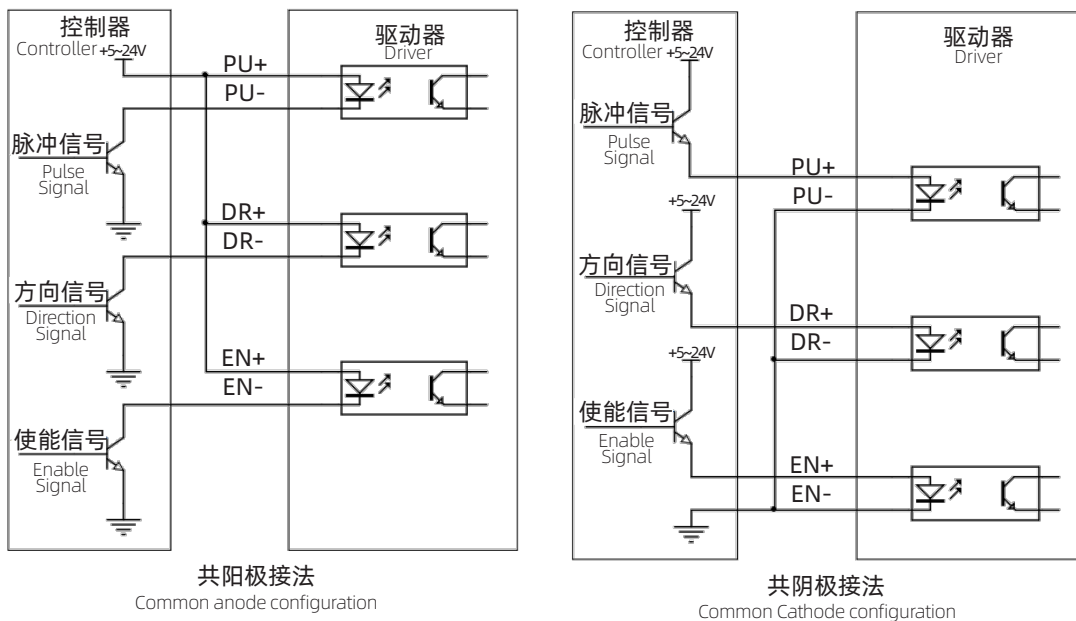 控制器
Controller +5~24V
驱动器
Driver
PU+
PU-
脉冲信号
Pulse
Signal
DR+
DR-
方向信号
Direction
Signal
EN+
EN-
使能信号
Enable
Signal
共阳极接法
Common anode configuration
控制器
Controller +5~24V
驱动器
Driver
脉冲信号
Pulse
Signal
PU+
PU-
+5~24V
方向信号
Direction
Signal
DR+
DR-
+5~24V
使能信号
Enable
Signal
EN+
EN-
共阴极接法
Common Cathode configuration